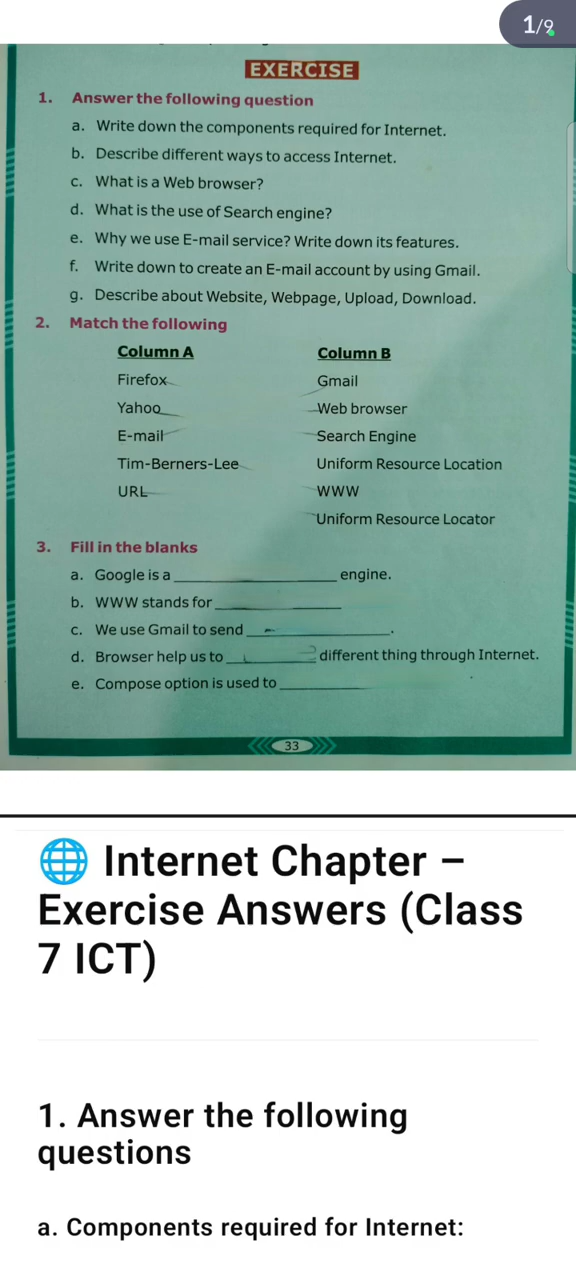 1/9
EXERCISE
1. Answer the following question
a. Write down the components required for Internet.
b. Describe different ways to access Internet.
c. What is a Web browser?
d. What is the use of Search engine?
e. Why we use E-mail service? Write down its features.
f. Write down to create an E-mail account by using Gmail.
g. Describe about Website, Webpage, Upload, Download.
2. Match the following
Column A Column B
Firefox Gmail
Yahoo Web browser
E-mail Search Engine
Tim-Berners-Lee Uniform Resource Location
URL WWW
Uniform Resource Locator
3. Fill in the blanks
a. Google is a ____________ engine.
b. WWW stands for ____________
c. We use Gmail to send ____________.
d. Browser help us to ____________ different thing through Internet.
e. Compose option is used to ____________
33
🌐 Internet Chapter –
Exercise Answers (Class
7 ICT)
1. Answer the following
questions
a. Components required for Internet: